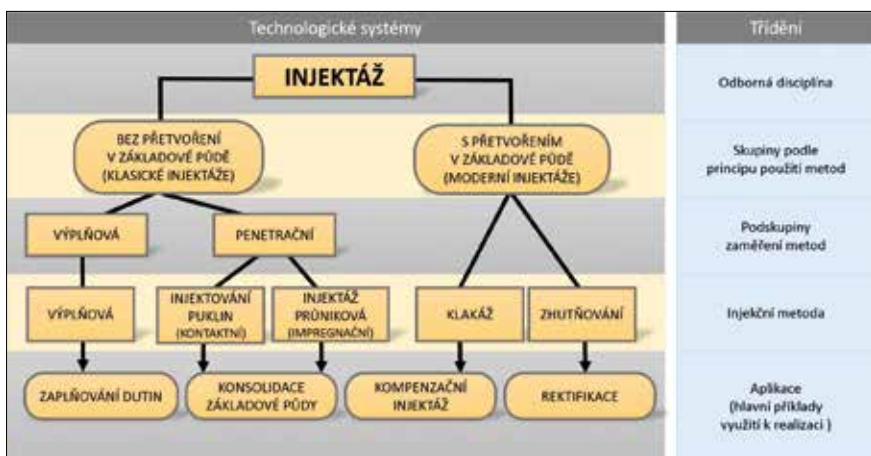 Technologické systémy
Třídění
INJEKTÁŽ
Odborná disciplína
BEZ PŘETVOŘENÍ
V ZÁKLADOVÉ PŮDĚ
(KLASICKÉ INJEKTÁŽE)
S PŘETVOŘENÍM
V ZÁKLADOVÉ PŮDĚ
(MODERNÍ INJEKTÁŽE)
Skupiny podle
principu použití metod
VÝPLŇOVÁ
PENETRAČNÍ
Podskupiny
zaměření metod
VÝPLŇOVÁ
INJEKTOVÁNÍ
PUKLIN
(KONTAKTNÍ)
INJEKTÁŽ
PRŮNIKOVÁ
(IMPREGNAČNÍ)
KLAKÁŽ
ZHUTŇOVÁNÍ
Injekční metoda
ZAPLŇOVÁNÍ DUTIN
KONSOLIDACE
ZÁKLADOVÉ PŮDY
KOMPENZAČNÍ
INJEKTÁŽ
REKTIFIKACE
Aplikace
(hlavní příklady
využití k realizaci )